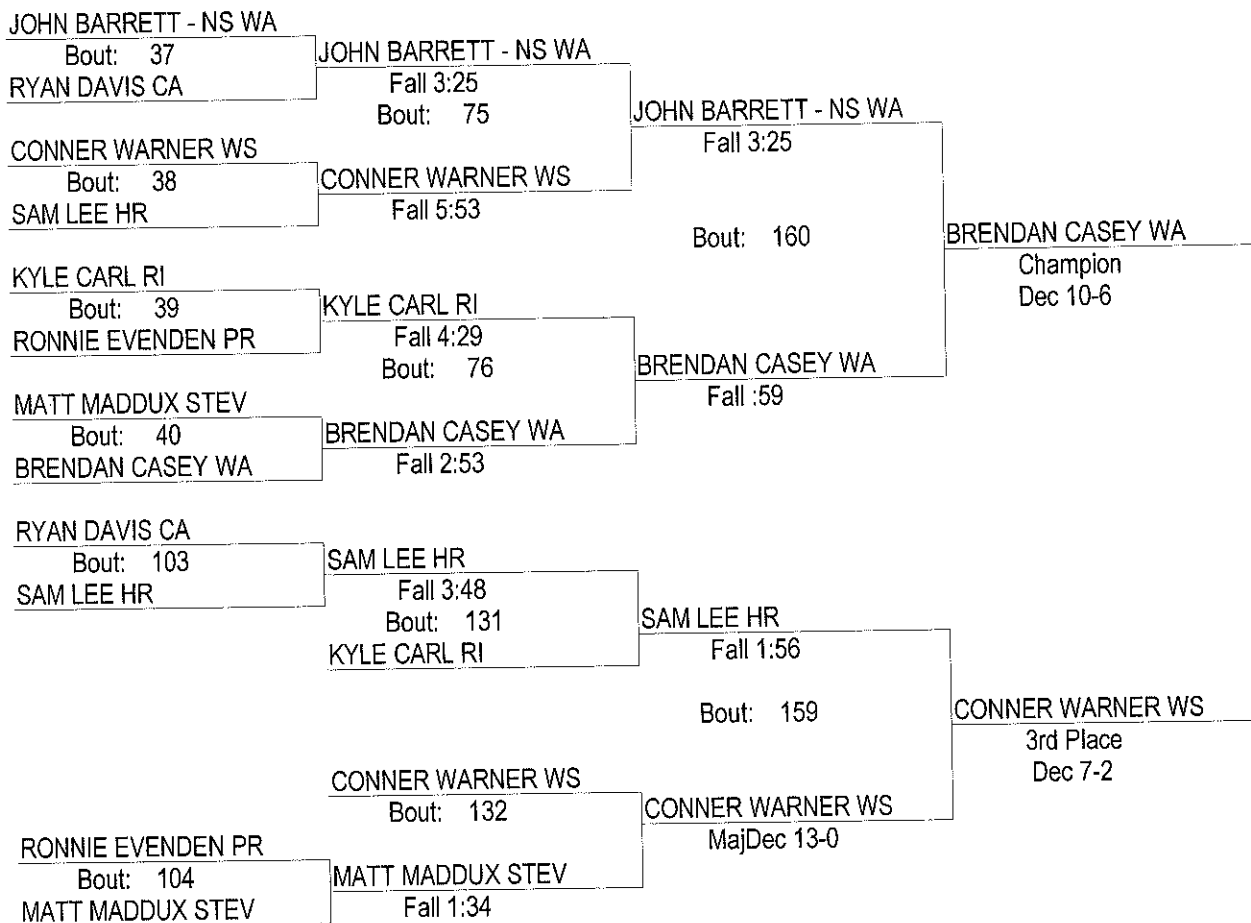 JOHN BARRETT - NS WA
Bout: 37
RYAN DAVIS CA
JOHN BARRETT - NS WA
Fall 3:25
Bout: 75
CONNER WARNER WS
Bout: 38
SAM LEE HR
CONNER WARNER WS
Fall 5:53
JOHN BARRETT - NS WA
Fall 3:25
Bout: 160
KYLE CARL RI
Bout: 39
RONNIE EVENDEN PR
KYLE CARL RI
Fall 4:29
Bout: 76
MATT MADDUX STEV
Bout: 40
BRENDAN CASEY WA
BRENDAN CASEY WA
Fall 2:53
BRENDAN CASEY WA
Fall :59
BRENDAN CASEY WA
Champion
Dec 10-6
RYAN DAVIS CA
Bout: 103
SAM LEE HR
SAM LEE HR
Fall 3:48
Bout: 131
KYLE CARL RI
SAM LEE HR
Fall 1:56
Bout: 159
CONNER WARNER WS
Bout: 132
RONNIE EVENDEN PR
Bout: 104
MATT MADDUX STEV
MATT MADDUX STEV
Fall 1:34
CONNER WARNER WS
MajDec 13-0
CONNER WARNER WS
3rd Place
Dec 7-2